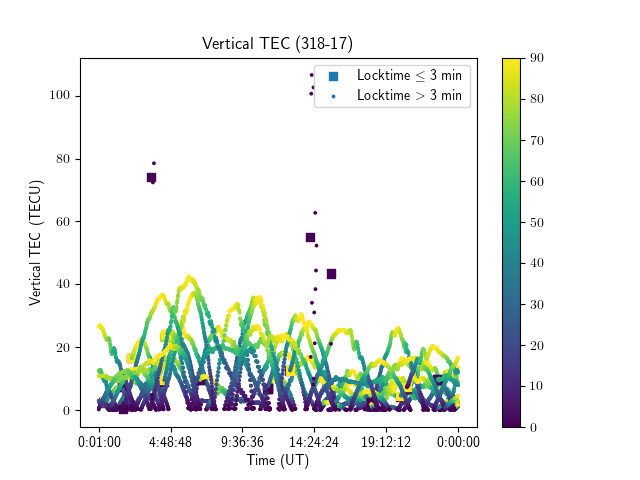 Vertical TEC (318-17)
Locktime ≤ 3 min
Locktime > 3 min
Vertical TEC (TECU)
100
80
60
40
20
0
0:01:00 4:48:48 9:36:36 14:24:24 19:12:12 0:00:00
Time (UT)
90
80
70
60
50
40
30
20
10
0